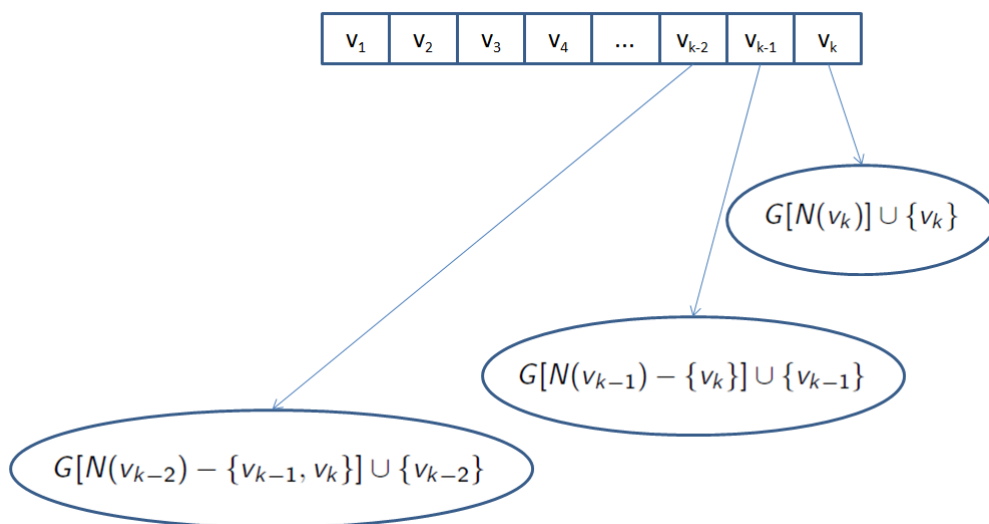 v₁ v₂ v₃ v₄ ... vₖ₋₂ vₖ₋₁ vₖ
G[N(vₖ)] ∪ {vₖ}
G[N(vₖ₋₁) − {vₖ}] ∪ {vₖ₋₁}
G[N(vₖ₋₂) − {vₖ₋₁, vₖ}] ∪ {vₖ₋₂}